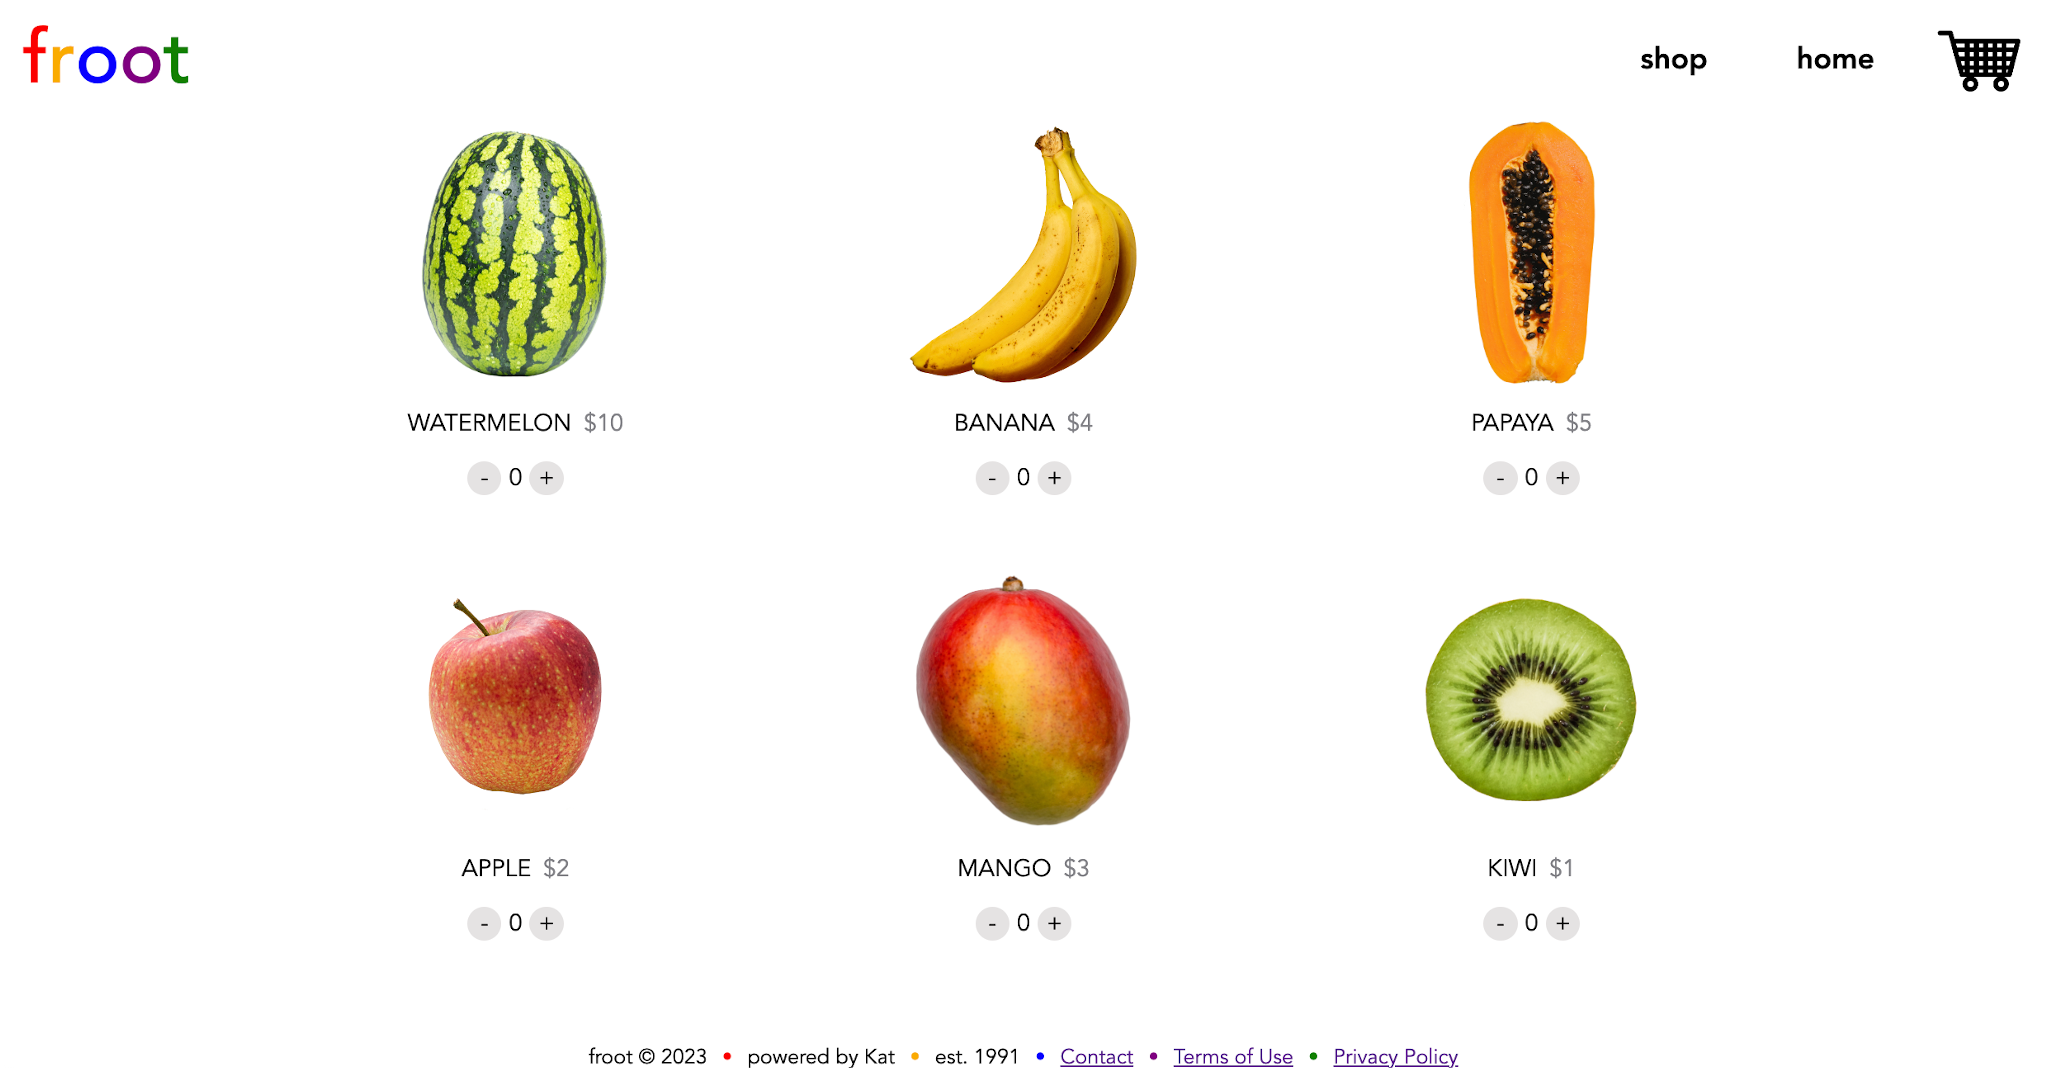 froot
shop home
WATERMELON $10
- 0 +
BANANA $4
- 0 +
PAPAYA $5
- 0 +
APPLE $2
- 0 +
MANGO $3
- 0 +
KIWI $1
- 0 +
froot © 2023 • powered by Kat • est. 1991 • Contact • Terms of Use • Privacy Policy